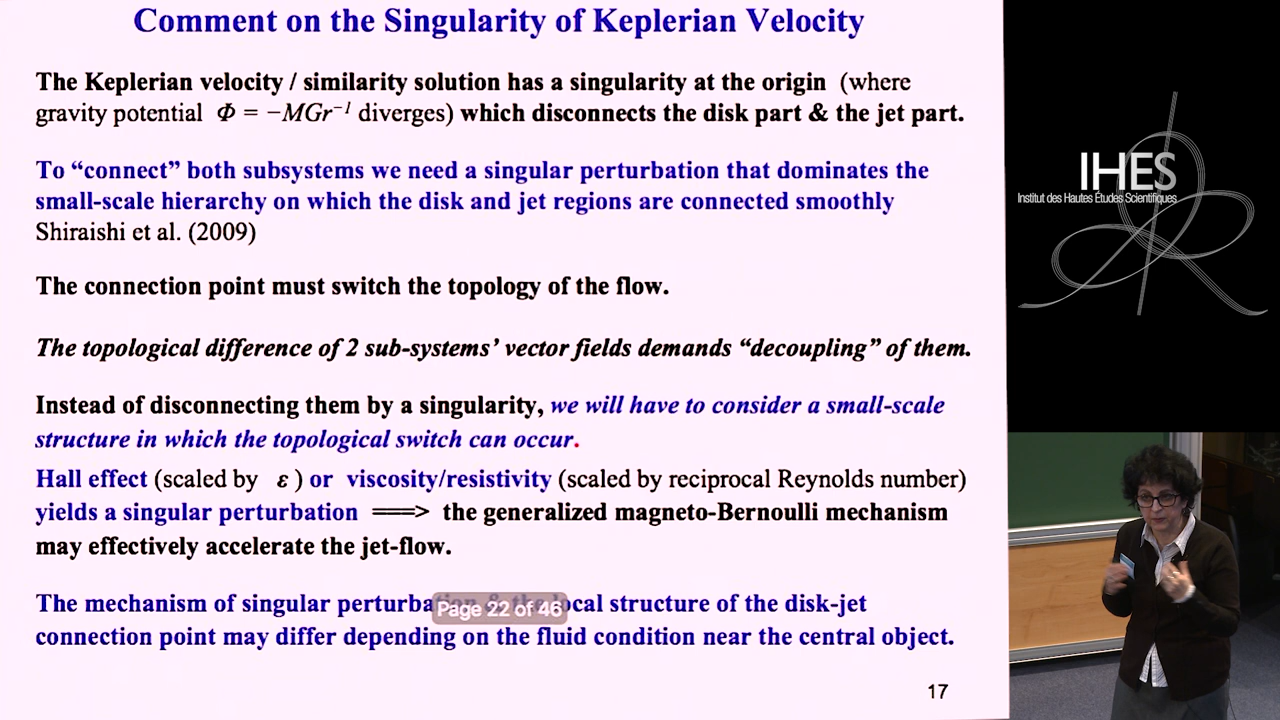 Comment on the Singularity of Keplerian Velocity
The Keplerian velocity / similarity solution has a singularity at the origin (where
gravity potential Φ = −MGr⁻¹ diverges) which disconnects the disk part & the jet part.
To “connect” both subsystems we need a singular perturbation that dominates the
small-scale hierarchy on which the disk and jet regions are connected smoothly
Shiraishi et al. (2009)
The connection point must switch the topology of the flow.
The topological difference of 2 sub-systems’ vector fields demands “decoupling” of them.
Instead of disconnecting them by a singularity, we will have to consider a small-scale
structure in which the topological switch can occur.
Hall effect (scaled by ε ) or viscosity/resistivity (scaled by reciprocal Reynolds number)
yields a singular perturbation ===> the generalized magneto-Bernoulli mechanism
may effectively accelerate the jet-flow.
The mechanism of singular local structure of the disk-jet
Page 22 of 46
connection point may differ depending on the fluid condition near the central object.
17
IHES
Institut des Hautes Études Scientifiques